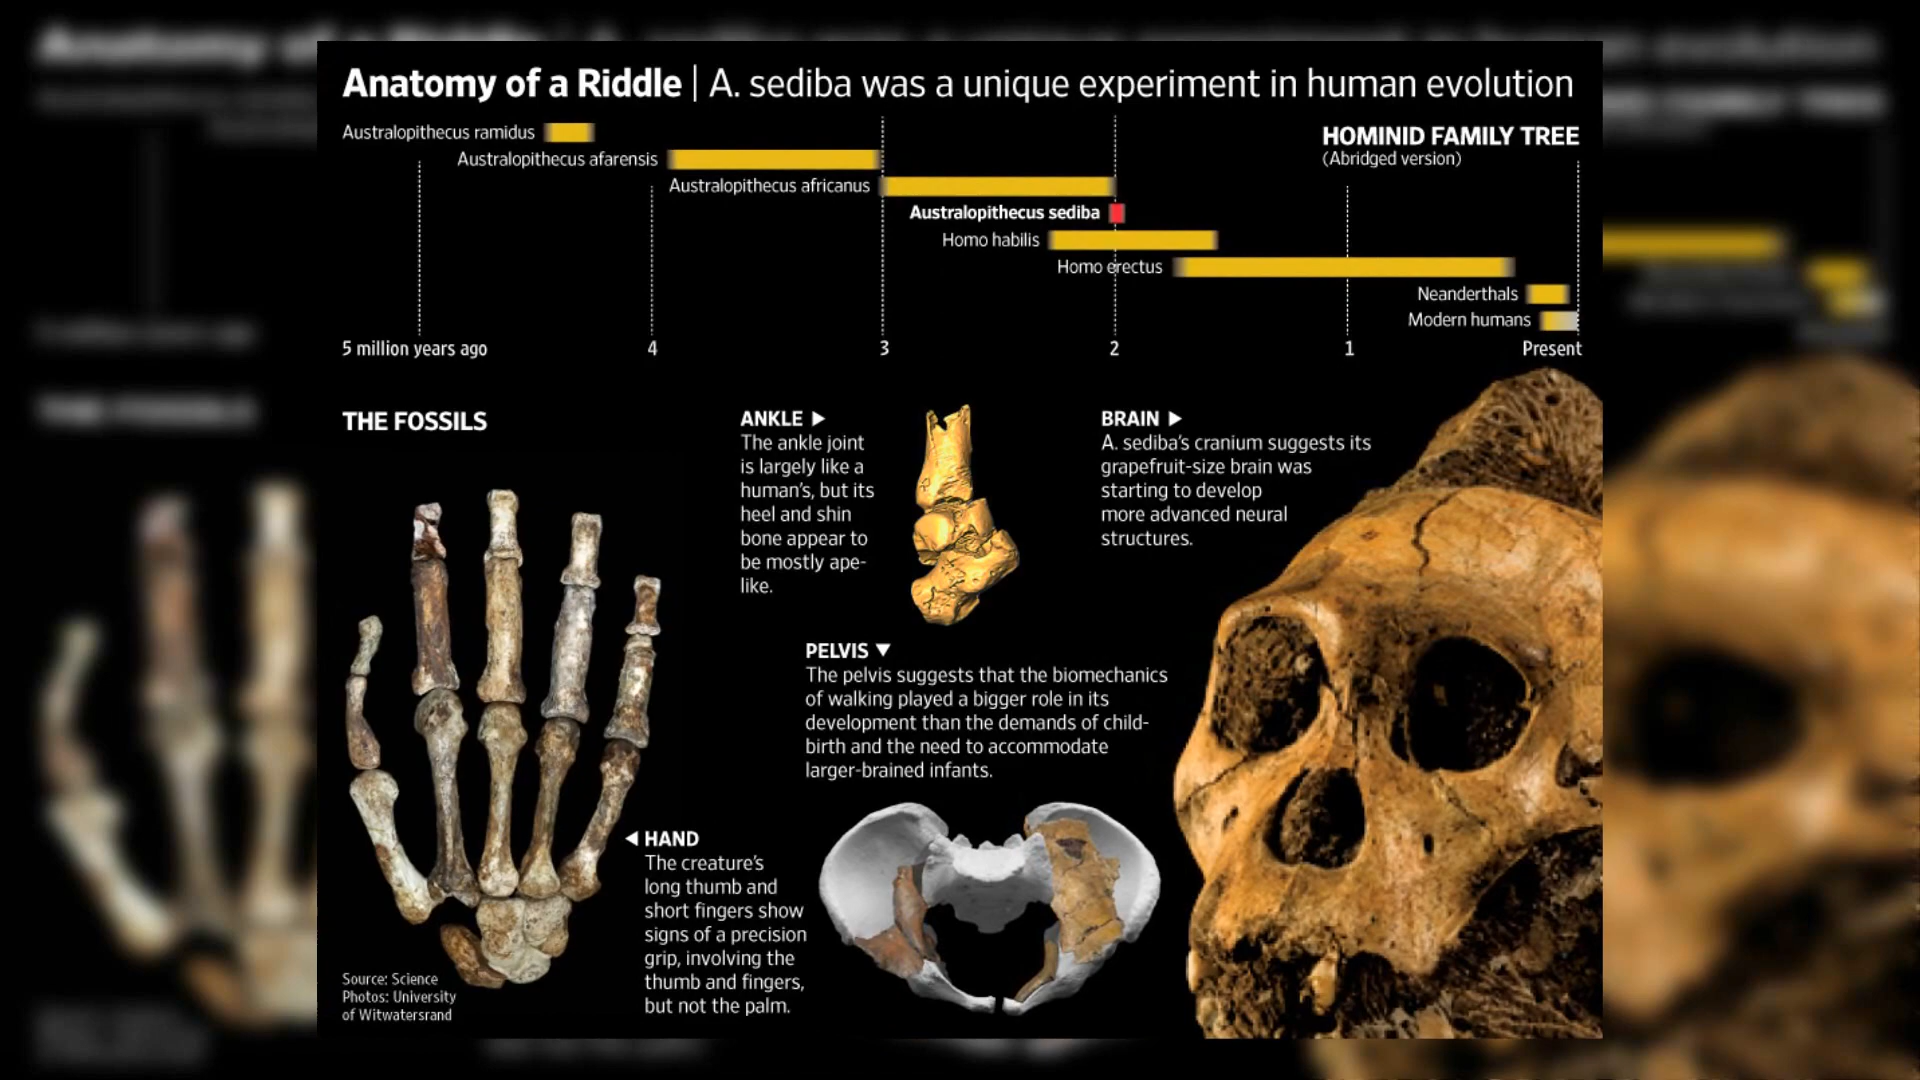 Anatomy of a Riddle | A. sediba was a unique experiment in human evolution
Australopithecus ramidus
HOMINID FAMILY TREE
(Abridged version)
Australopithecus afarensis
Australopithecus africanus
Australopithecus sediba
Homo habilis
Homo erectus
Neanderthals
Modern humans
5 million years ago 4 3 2 1 Present
THE FOSSILS
ANKLE ▶
The ankle joint
is largely like a
human's, but its
heel and shin
bone appear to
be mostly ape-
like.
BRAIN ▶
A. sediba's cranium suggests its
grapefruit-size brain was
starting to develop
more advanced neural
structures.
PELVIS ▼
The pelvis suggests that the biomechanics
of walking played a bigger role in its
development than the demands of child-
birth and the need to accommodate
larger-brained infants.
◀ HAND
The creature's
long thumb and
short fingers show
signs of a precision
grip, involving the
thumb and fingers,
but not the palm.
Source: Science
Photos: University
of Witwatersrand